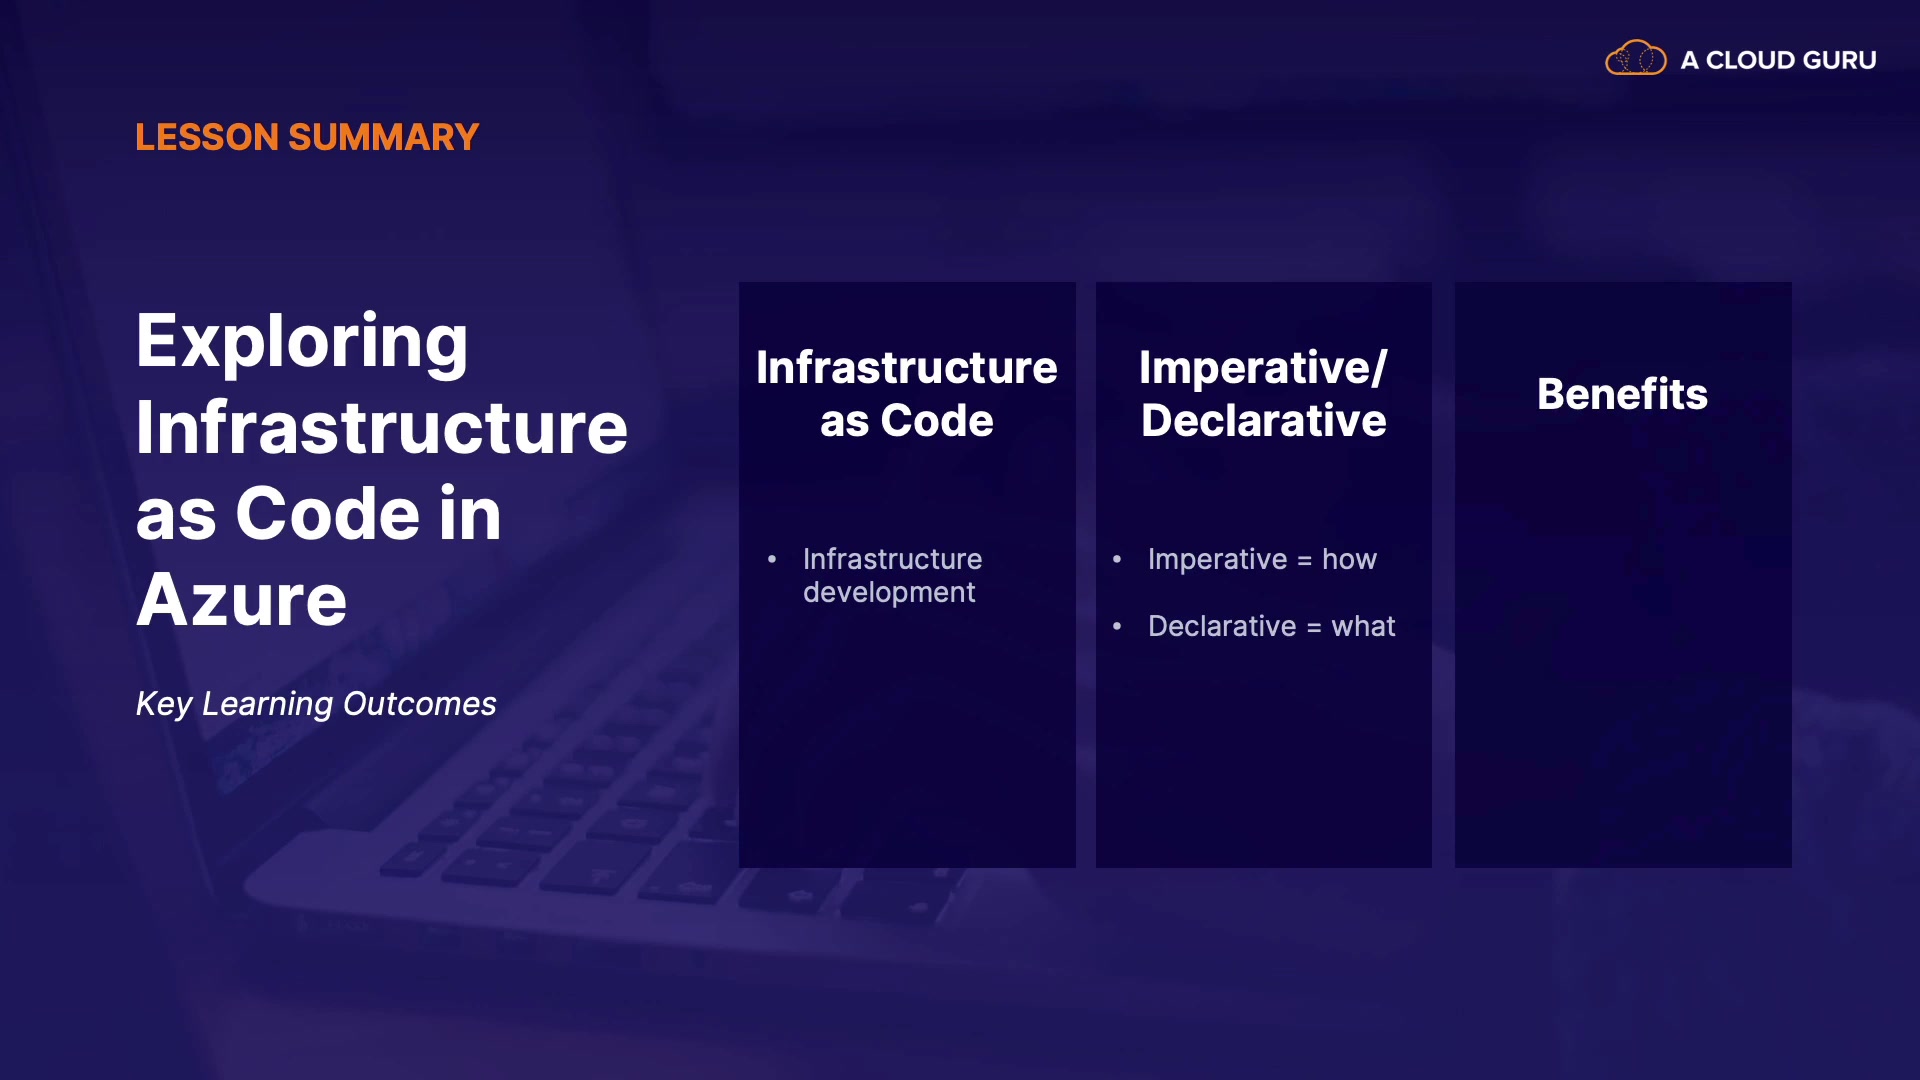 A CLOUD GURU
LESSON SUMMARY
Exploring
Infrastructure
as Code in
Azure
Key Learning Outcomes
Infrastructure
as Code
• Infrastructure
development
Imperative/
Declarative
• Imperative = how
• Declarative = what
Benefits